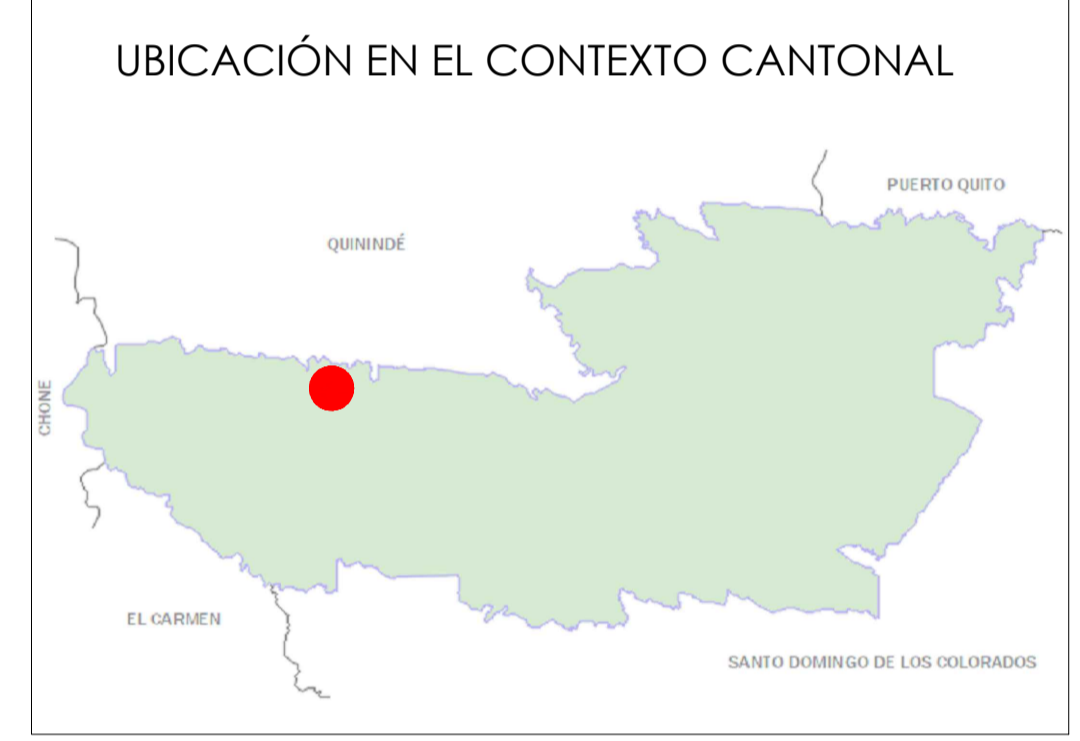 UBICACIÓN EN EL CONTEXTO CANTONAL
PUERTO QUITO
QUININDÉ
CHONE
EL CARMEN
SANTO DOMINGO DE LOS COLORADOS